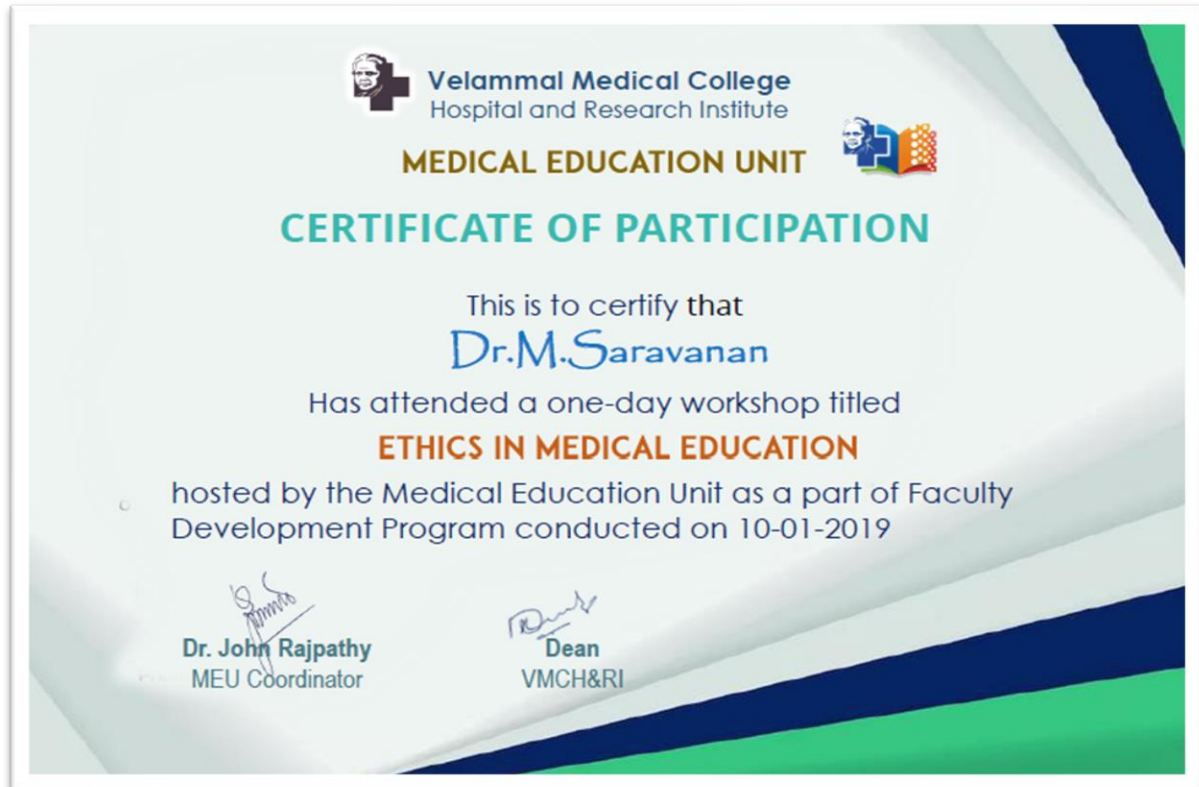 Velammal Medical College
Hospital and Research Institute
MEDICAL EDUCATION UNIT
CERTIFICATE OF PARTICIPATION
This is to certify that
Dr.M.Saravanan
Has attended a one-day workshop titled
ETHICS IN MEDICAL EDUCATION
hosted by the Medical Education Unit as a part of Faculty
Development Program conducted on 10-01-2019
Dr. John Rajpathy
MEU Coordinator
Dean
VMCH&RI